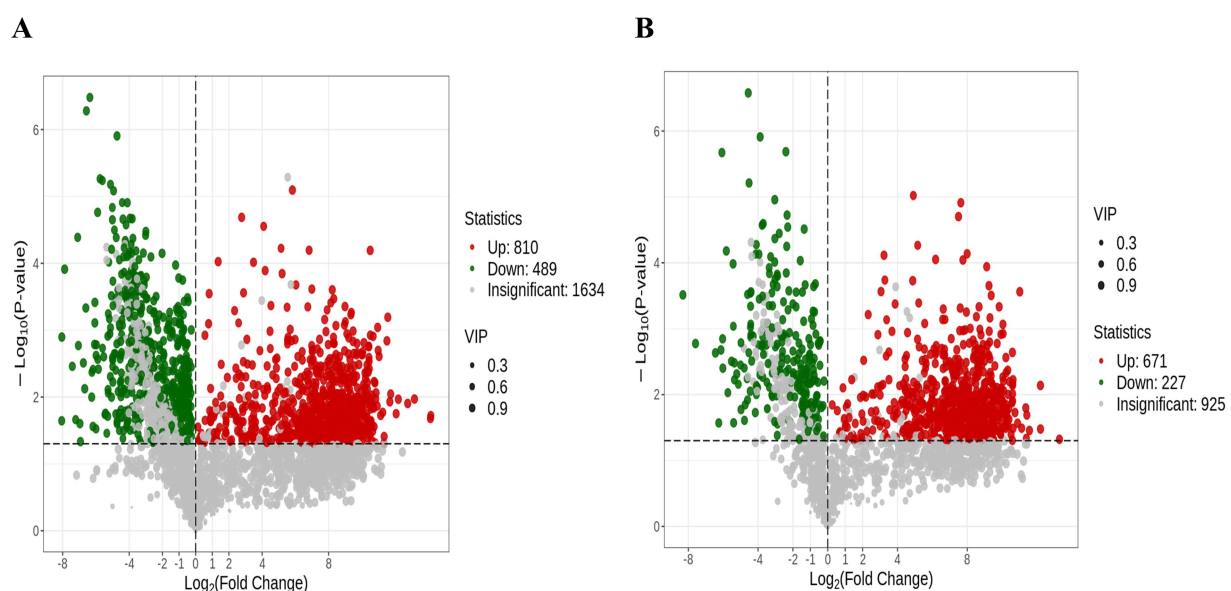 A
B
6
4
2
0
-8
-4
-2
-1
0
1
2
4
8
− Log10(P-value)
Log2(Fold Change)
Statistics
Up: 810
Down: 489
Insignificant: 1634
VIP
0.3
0.6
0.9
6
4
2
0
-8
-4
-2
-1
0
1
2
4
8
− Log10(P-value)
Log2(Fold Change)
VIP
0.3
0.6
0.9
Statistics
Up: 671
Down: 227
Insignificant: 925